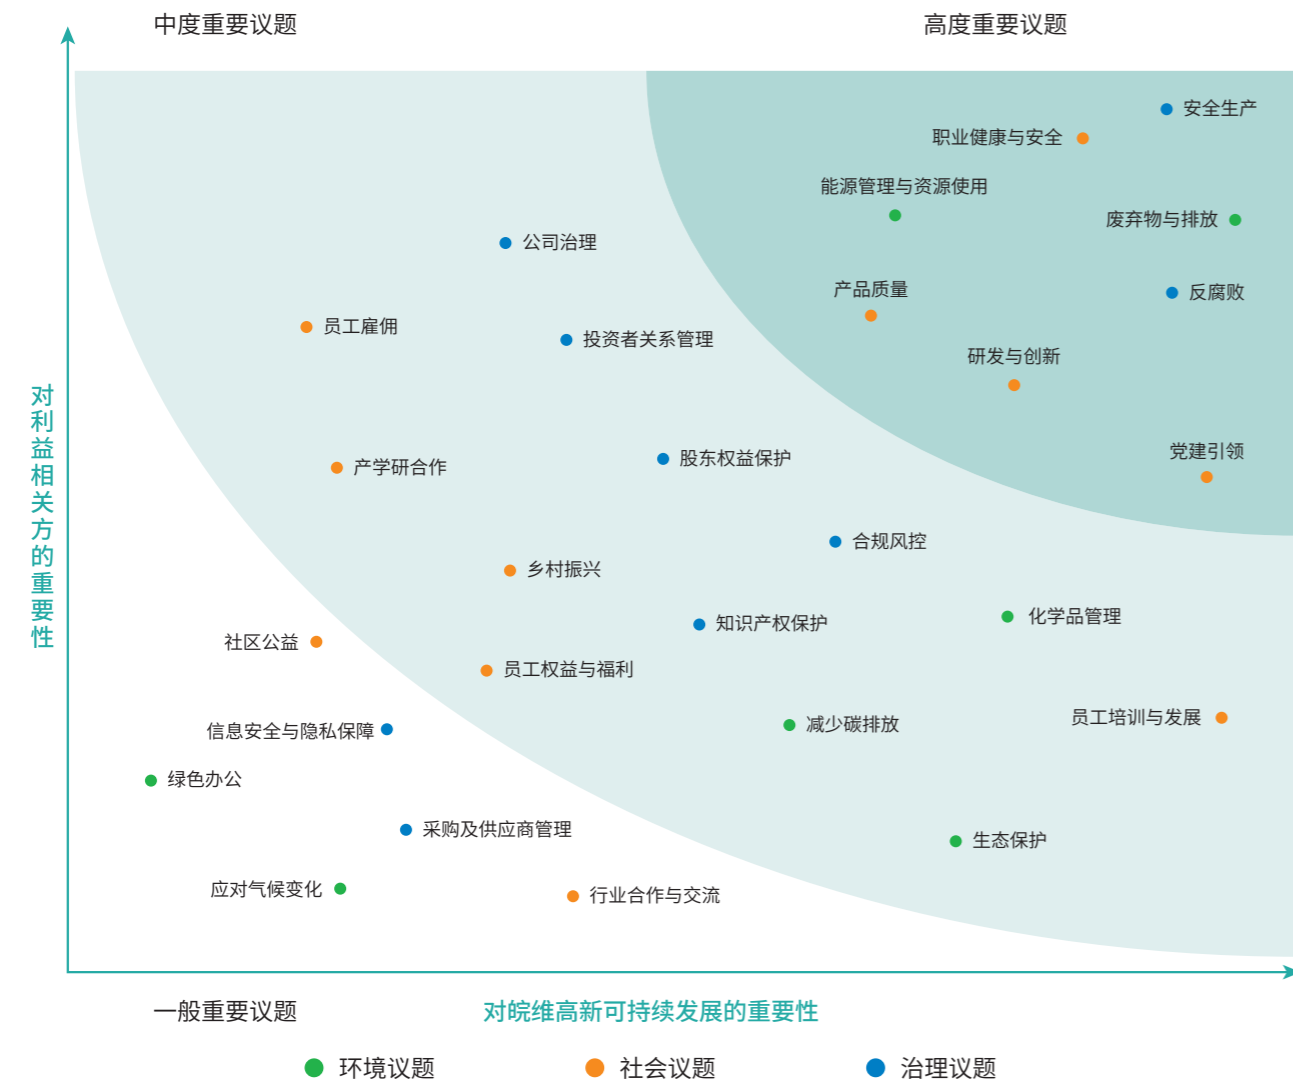 中度重要议题
高度重要议题
安全生产
职业健康与安全
能源管理与资源使用
废弃物与排放
公司治理
产品质量
反腐败
员工雇佣
投资者关系管理
研发与创新
对利益相关方的重要性
党建引领
产学研合作
股东权益保护
合规风控
乡村振兴
知识产权保护
化学品管理
社区公益
员工权益与福利
减少碳排放
员工培训与发展
信息安全与隐私保障
绿色办公
采购及供应商管理
生态保护
应对气候变化
行业合作与交流
一般重要议题
对皖维高新可持续发展的重要性
环境议题
社会议题
治理议题